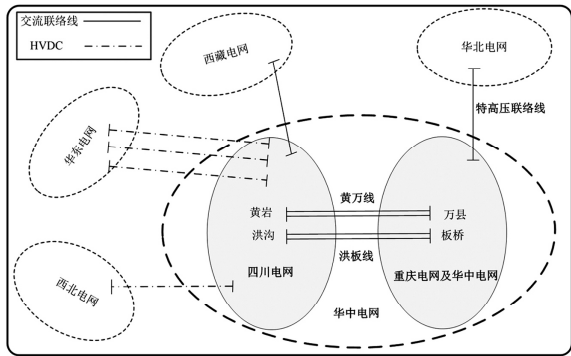 交流联络线
HVDC
西藏电网
华北电网
特高压联络线
华东电网
黄万线
黄岩
万县
洪沟
板桥
洪板线
四川电网
重庆电网及华中电网
西北电网
华中电网